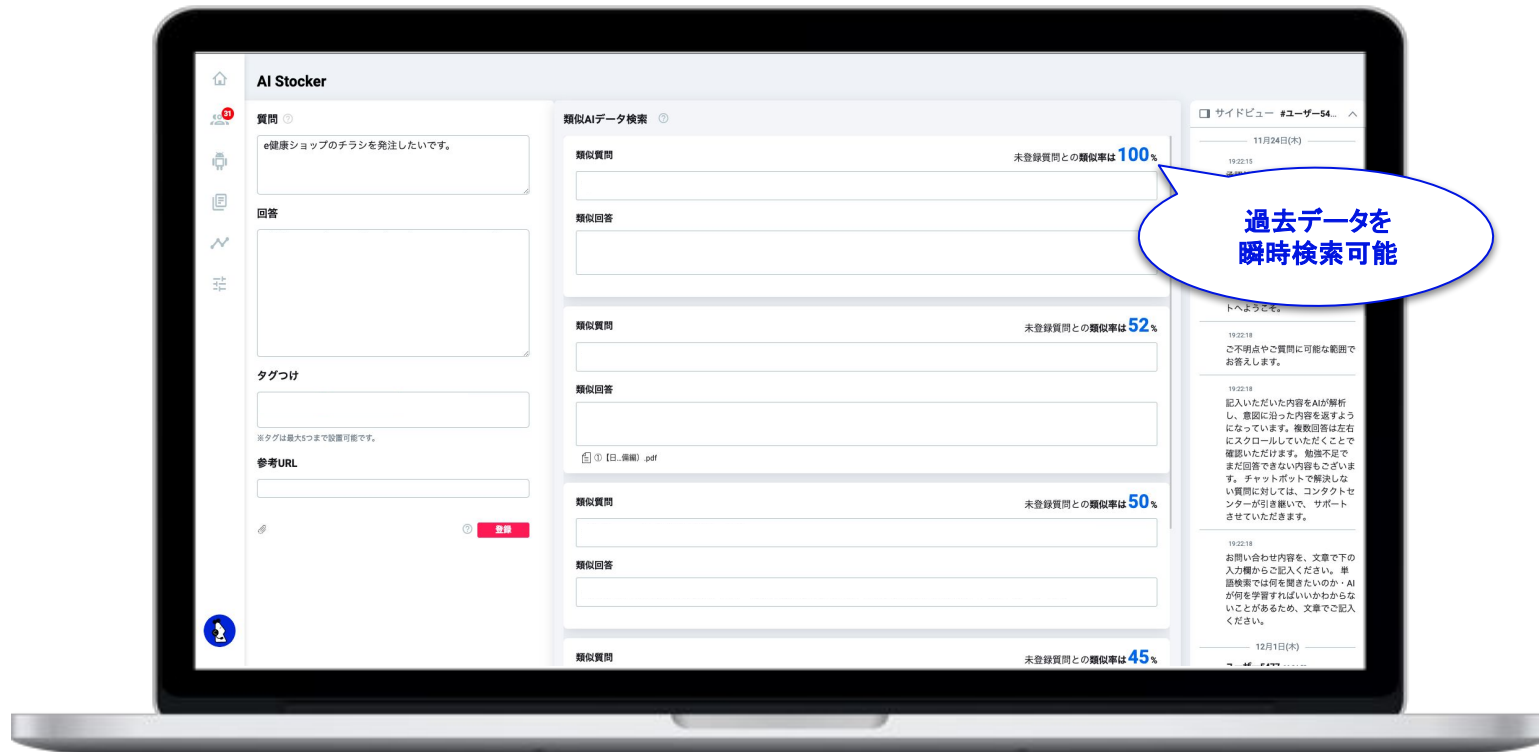 AI Stocker
31
質問
e健康ショップのチラシを発注したいです。
回答
タグつけ
※タグは最大5つまで設置可能です。
参考URL
登録
類似AIデータ検索
類似質問
未登録質問との類似率は100%
類似回答
類似質問
未登録質問との類似率は52%
類似回答
①【日...備編）.pdf
類似質問
未登録質問との類似率は50%
類似回答
類似質問
未登録質問との類似率は45%
サイドビュー #ユーザー54...
11月24日(木)
19:22:15
過去データを
瞬時検索可能
トへようこそ。
19:22:18
ご不明点やご質問に可能な範囲で
お答えします。
19:22:18
記入いただいた内容をAIが解析
し、意図に沿った内容を返すよう
になっています。複数回答は左右
にスクロールしていただくことで
確認いただけます。 勉強不足で
まだ回答できない内容もございま
す。 チャットボットで解決しな
い質問に対しては、コンタクトセ
ンターが引き継いで、 サポート
させていただきます。
19:22:18
お問い合わせ内容を、文章で下の
入力欄からご記入ください。 単
語検索では何を聞きたいのか・AI
が何を学習すればいいかわからな
いことがあるため、文章でご記入
ください。
12月1日(木)